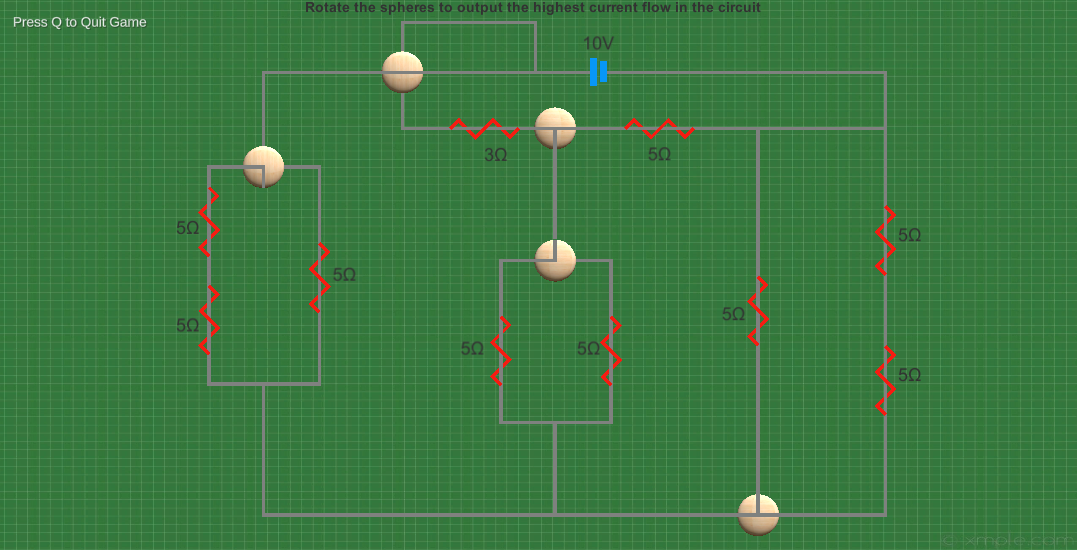 Rotate the spheres to output the highest current flow in the circuit
Press Q to Quit Game
10V
3Ω
5Ω
5Ω
5Ω
5Ω
5Ω
5Ω
5Ω
5Ω
5Ω
5Ω